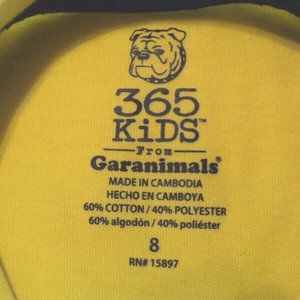 365
KiDS™
From
Garanimals®
MADE IN CAMBODIA
HECHO EN CAMBOYA
60% COTTON / 40% POLYESTER
60% algodón / 40% poliéster
8
RN# 15897